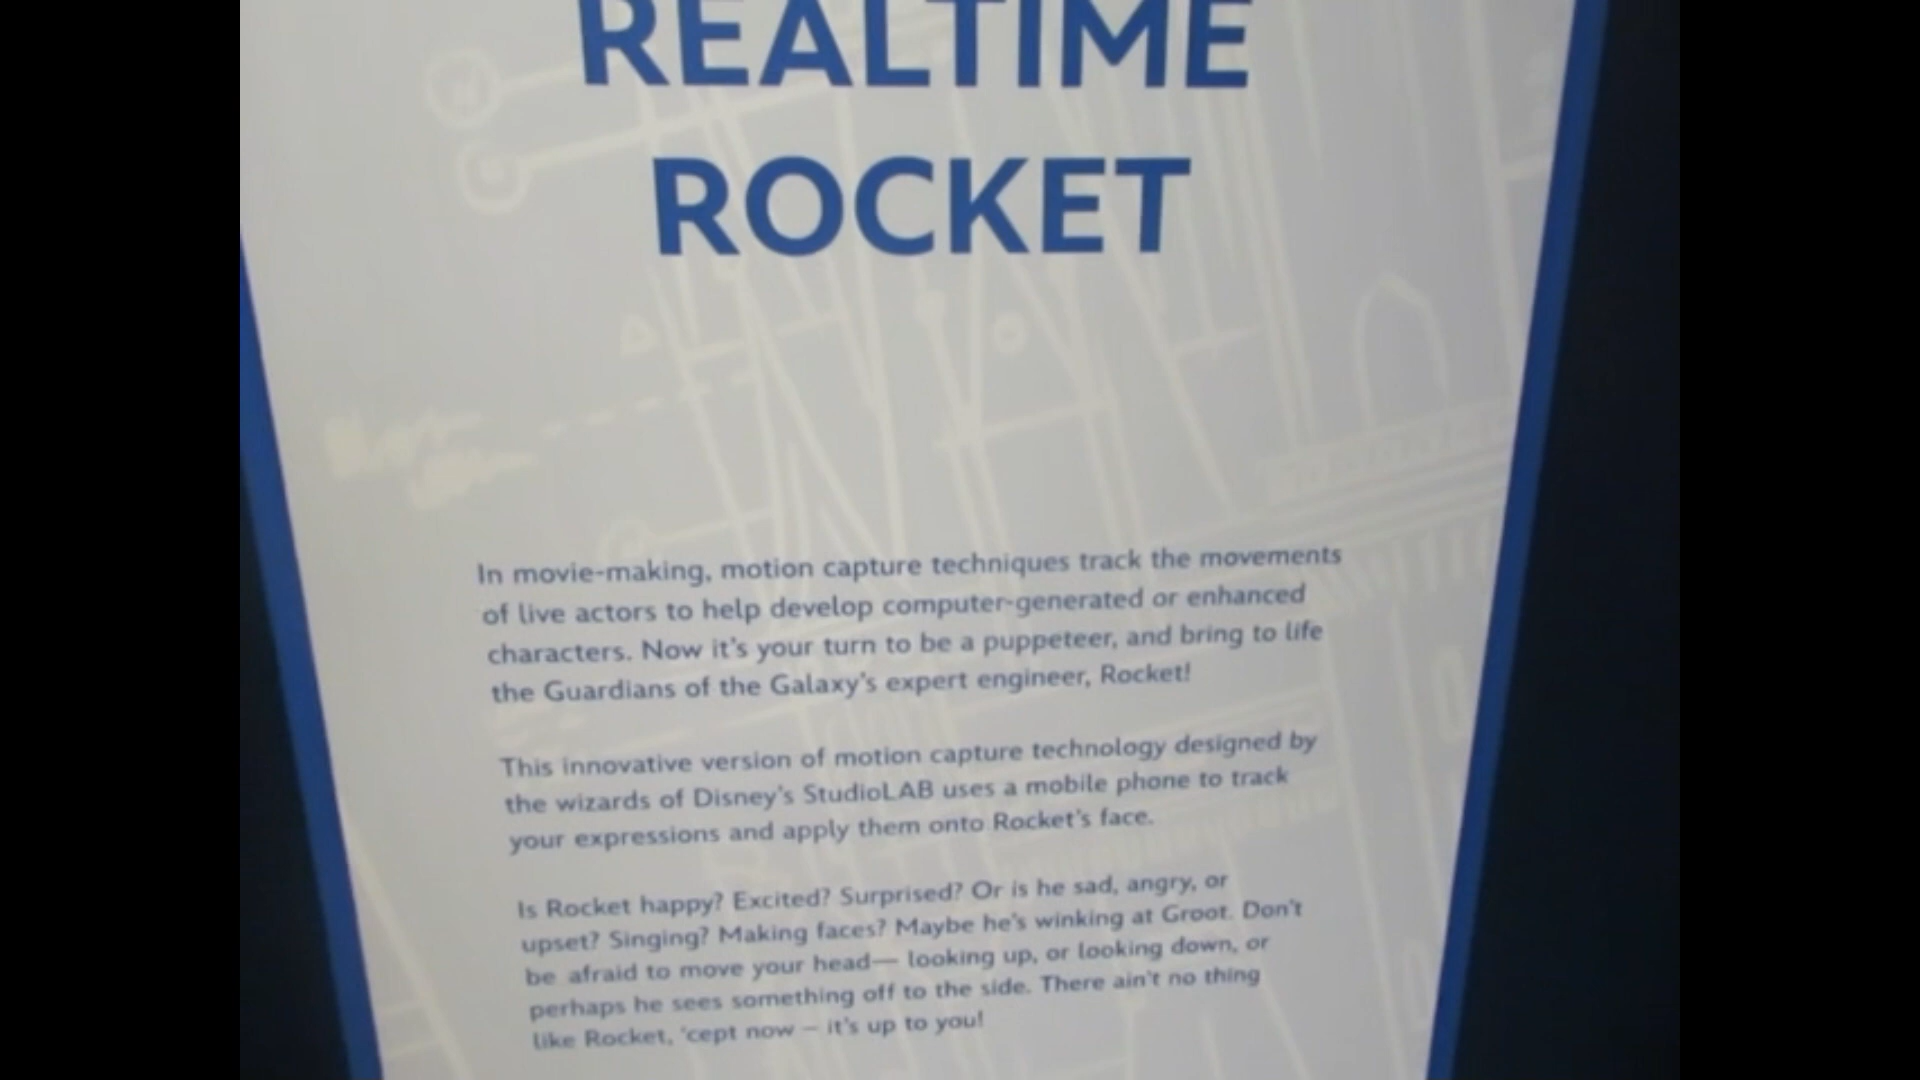 REALTIME
ROCKET
In movie-making, motion capture techniques track the movements
of live actors to help develop computer-generated or enhanced
characters. Now it's your turn to be a puppeteer, and bring to life
the Guardians of the Galaxy's expert engineer, Rocket!
This innovative version of motion capture technology designed by
the wizards of Disney's StudioLAB uses a mobile phone to track
your expressions and apply them onto Rocket's face.
Is Rocket happy? Excited? Surprised? Or is he sad, angry, or
upset? Singing? Making faces? Maybe he's winking at Groot. Don't
be afraid to move your head— looking up, or looking down, or
perhaps he sees something off to the side. There ain't no thing
like Rocket, 'cept now – it's up to you!